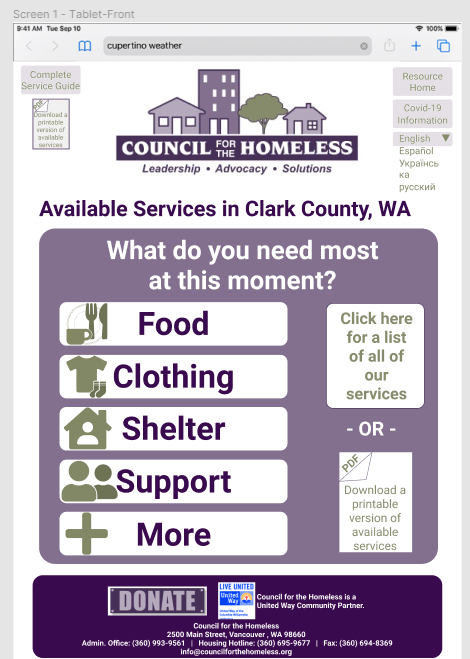 Screen 1 - Tablet-Front
9:41 AM Tue Sep 10
100%
cupertino weather
Complete
Service Guide
PDF
Download a
printable
version of
available
services
COUNCIL FOR THE HOMELESS
Leadership • Advocacy • Solutions
Resource
Home
Covid-19
Information
English ▼
Español
Українсь
ка
русский
Available Services in Clark County, WA
What do you need most
at this moment?
Food
Clothing
Shelter
Support
More
Click here
for a list
of all of
our
services
- OR -
PDF
Download a
printable
version of
available
services
DONATE
LIVE UNITED
United
Way
Council for the Homeless is a
United Way Community Partner.
Council for the Homeless
2500 Main Street, Vancouver , WA 98660
Admin. Office: (360) 993-9561 | Housing Hotline: (360) 695-9677 | Fax: (360) 694-8369
info@councilforthehomeless.org